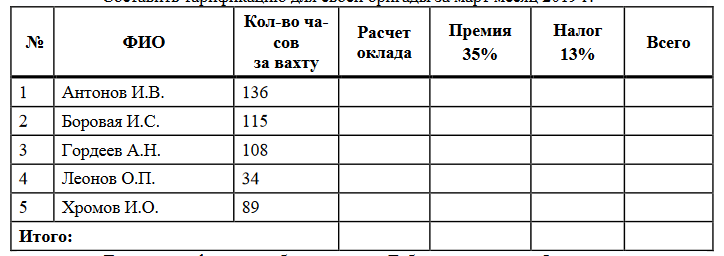 Составить тарификацию для своей бригады за март месяц 2019 г.
№ ФИО Кол-во ча-
сов
за вахту Расчет
оклада Премия
35% Налог
13% Всего
1 Антонов И.В. 136
2 Боровая И.С. 115
3 Гордеев А.Н. 108
4 Леонов О.П. 34
5 Хромов И.О. 89
Итого: